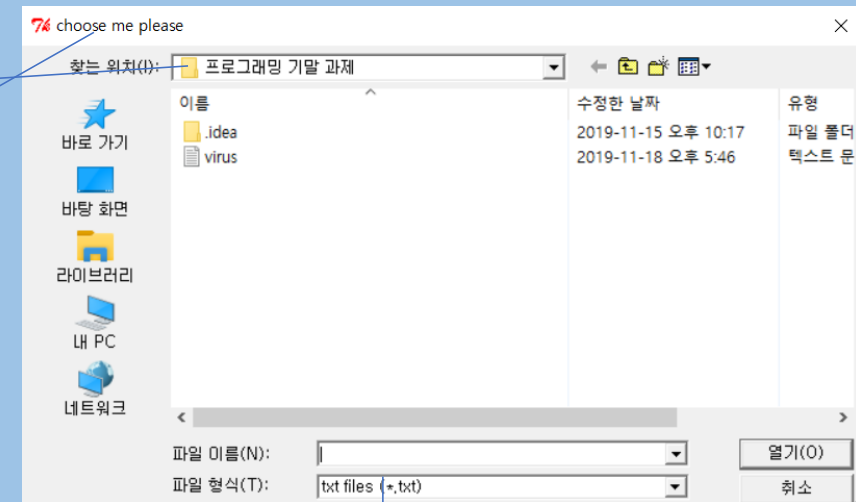 choose me please
찾는 위치(I):
프로그래밍 기말 과제
이름 수정한 날짜 유형
.idea 2019-11-15 오후 10:17 파일 폴더
virus 2019-11-18 오후 5:46 텍스트 문
바로 가기
바탕 화면
라이브러리
내 PC
네트워크
파일 이름(N): 열기(O)
파일 형식(T): txt files (*,txt) 취소